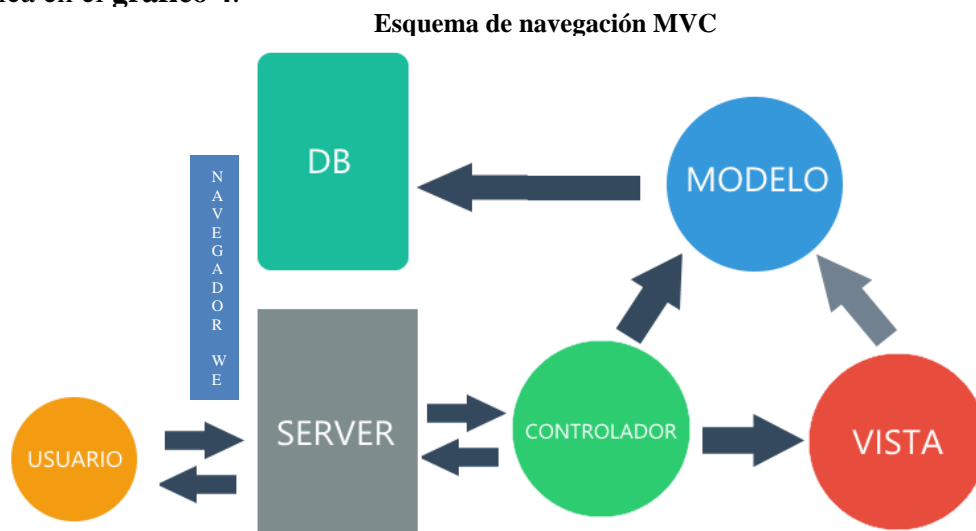 Esquema de navegación MVC
DB
MODELO
N
A
V
E
G
A
D
O
R
W
E
SERVER
CONTROLADOR
VISTA
USUARIO